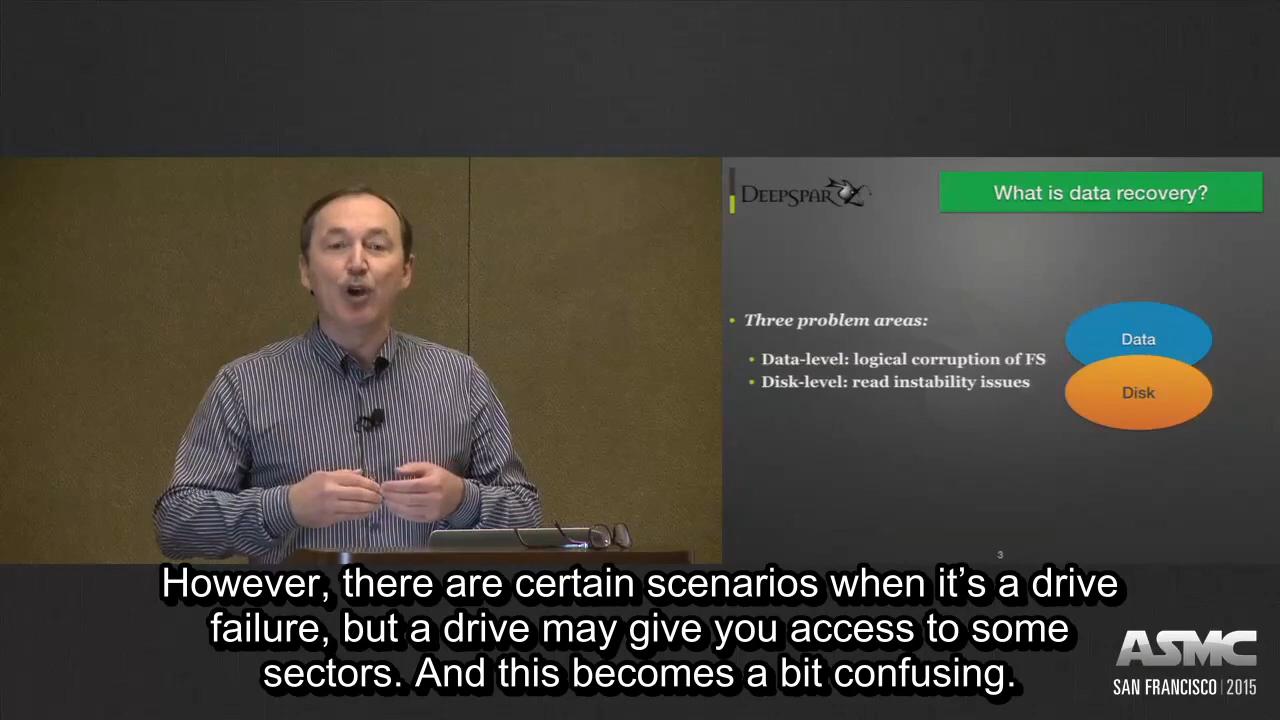 DEEPSPAR
What is data recovery?
• Three problem areas:
• Data-level: logical corruption of FS
• Disk-level: read instability issues
Data
Disk
3
However, there are certain scenarios when it’s a drive
failure, but a drive may give you access to some
sectors. And this becomes a bit confusing.
ASMC
SAN FRANCISCO | 2015